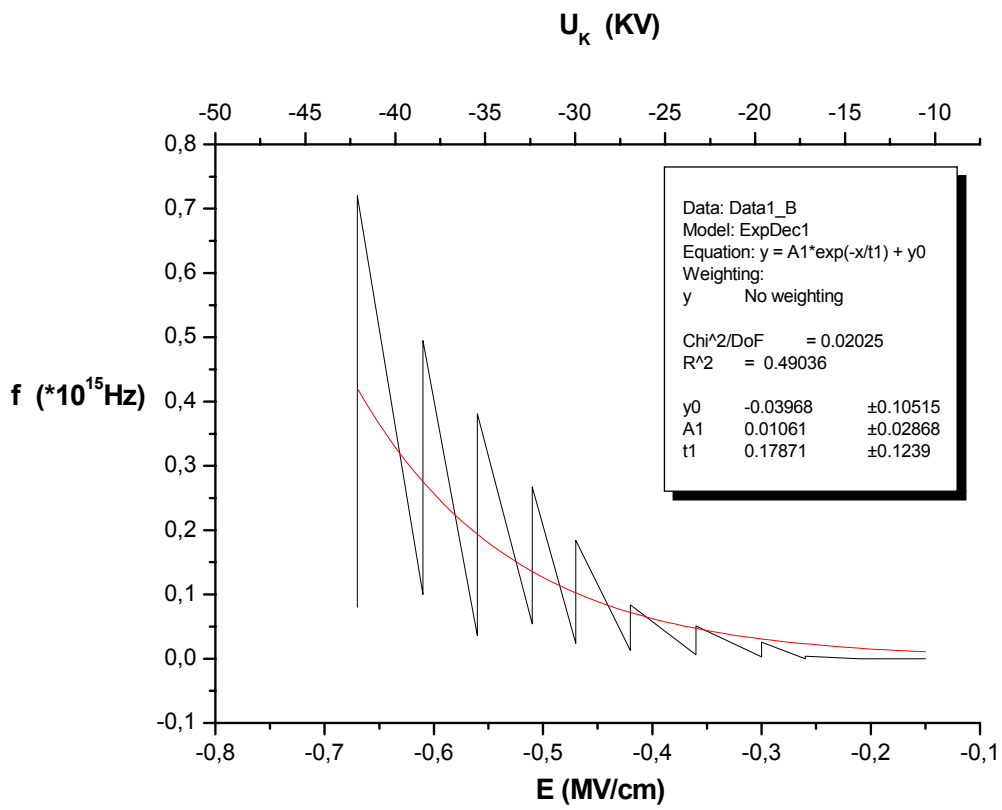 U_K (KV)
-50 -45 -40 -35 -30 -25 -20 -15 -10
0,8
0,7
0,6
0,5
0,4
0,3
0,2
0,1
0,0
-0,1
f (*10^15Hz)
Data: Data1_B
Model: ExpDec1
Equation: y = A1*exp(-x/t1) + y0
Weighting:
y No weighting
Chi^2/DoF = 0.02025
R^2 = 0.49036
y0 -0.03968 ±0.10515
A1 0.01061 ±0.02868
t1 0.17871 ±0.1239
-0,8 -0,7 -0,6 -0,5 -0,4 -0,3 -0,2 -0,1
E (MV/cm)